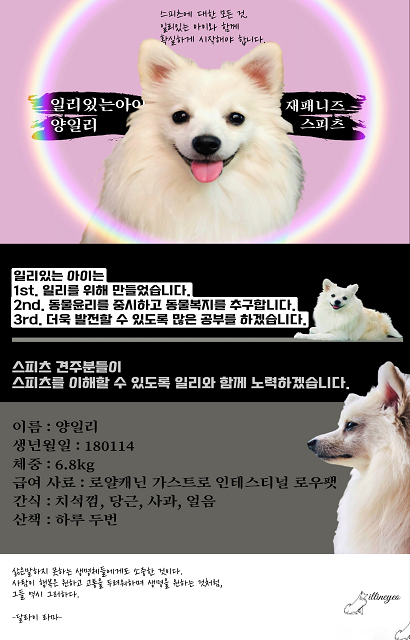 스피츠에 대한 모든 것,
일리있는 아이와 함께
확실하게 시작해야 합니다.
일리있는아이
양일리
재패니즈
스피츠
일리있는 아이는
1st. 일리를 위해 만들었습니다.
2nd. 동물윤리를 중시하고 동물복지를 추구합니다.
3rd. 더욱 발전할 수 있도록 많은 공부를 하겠습니다.
스피츠 견주분들이
스피츠를 이해할 수 있도록 일리와 함께 노력하겠습니다.
이름 : 양일리
생년월일 : 180114
체중 : 6.8kg
급여 사료 : 로얄캐닌 가스트로 인테스티널 로우팻
간식 : 치석껌, 당근, 사과, 얼음
산책 : 하루 두번
삶은말하지 못하는 생명체들에게도 소중한 것이다.
사람이 행복은 원하고 고통을 두려워하며 생명을 원하는 것처럼,
그들 역시 그러하다.
-달라이 라마-
illineyeo